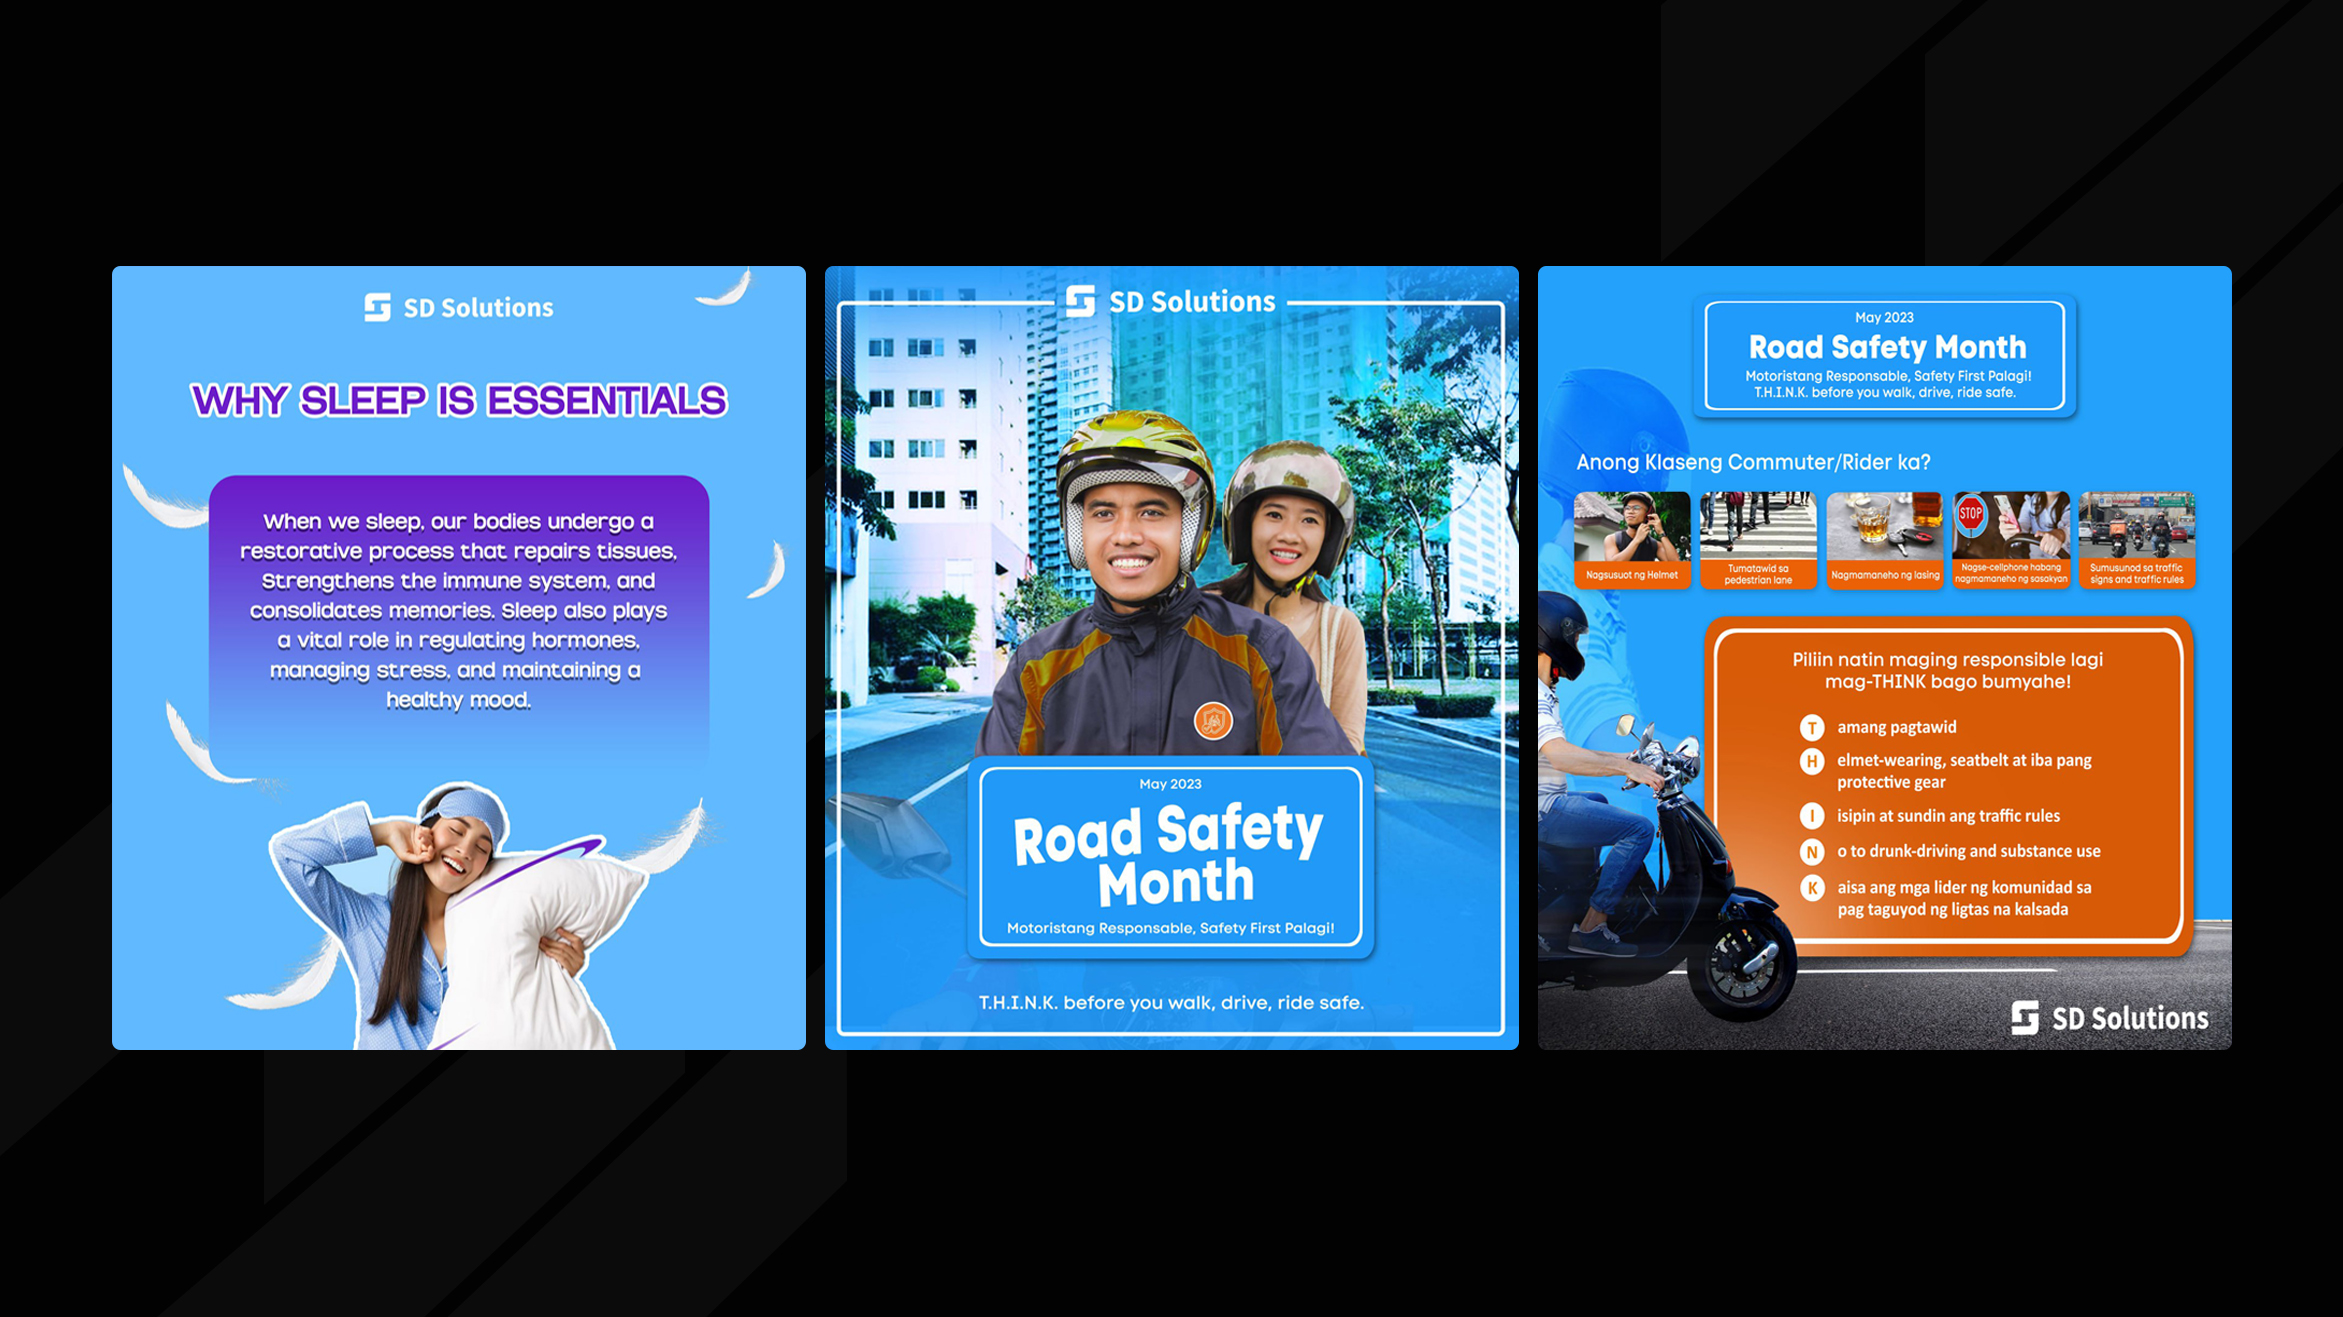 SD Solutions
WHY SLEEP IS ESSENTIALS
When we sleep, our bodies undergo a
restorative process that repairs tissues,
Strengthens the immune system, and
consolidates memories. Sleep also plays
a vital role in regulating hormones,
managing stress, and maintaining a
healthy mood.
SD Solutions
May 2023
Road Safety
Month
Motoristang Responsable, Safety First Palagi!
T.H.I.N.K. before you walk, drive, ride safe.
May 2023
Road Safety Month
Motoristang Responsable, Safety First Palagi!
T.H.I.N.K. before you walk, drive, ride safe.
Anong Klaseng Commuter/Rider ka?
Nagsusuot ng Helmet
Tumatawid sa
pedestrian lane
Nagmamaneho ng lasing
STOP
Nagse-cellphone habang
nagmamaneho ng sasakyan
Sumusunod sa traffic
signs and traffic rules
Piliin natin maging responsible lagi
mag-THINK bago bumyahe!
T amang pagtawid
H elmet-wearing, seatbelt at iba pang
protective gear
I isipin at sundin ang traffic rules
N o to drunk-driving and substance use
K aisa ang mga lider ng komunidad sa
pag taguyod ng ligtas na kalsada
SD Solutions